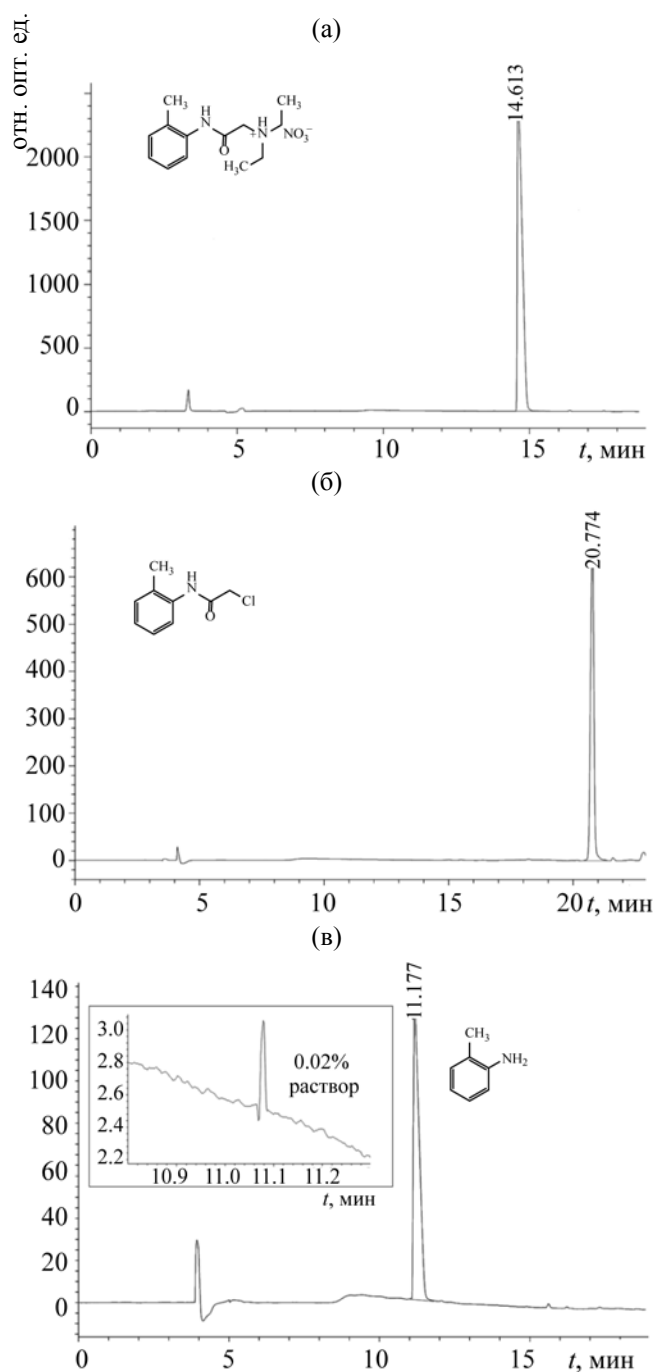 (а)
отн. опт. ед.
14.613
CH₃
H
N
O
H
N
+
CH₃
NO₃⁻
H₃C
2000
1500
1000
500
0
0 5 10 15 t, мин
(б)
20.774
CH₃
H
N
O
Cl
600
500
400
300
200
100
0
0 5 10 15 20 t, мин
(в)
11.177
140
120
100
80
60
40
20
0
3.0
2.8
2.6
2.4
2.2
0.02%
раствор
10.9 11.0 11.1 11.2
t, мин
CH₃
NH₂
0 5 10 15 t, мин